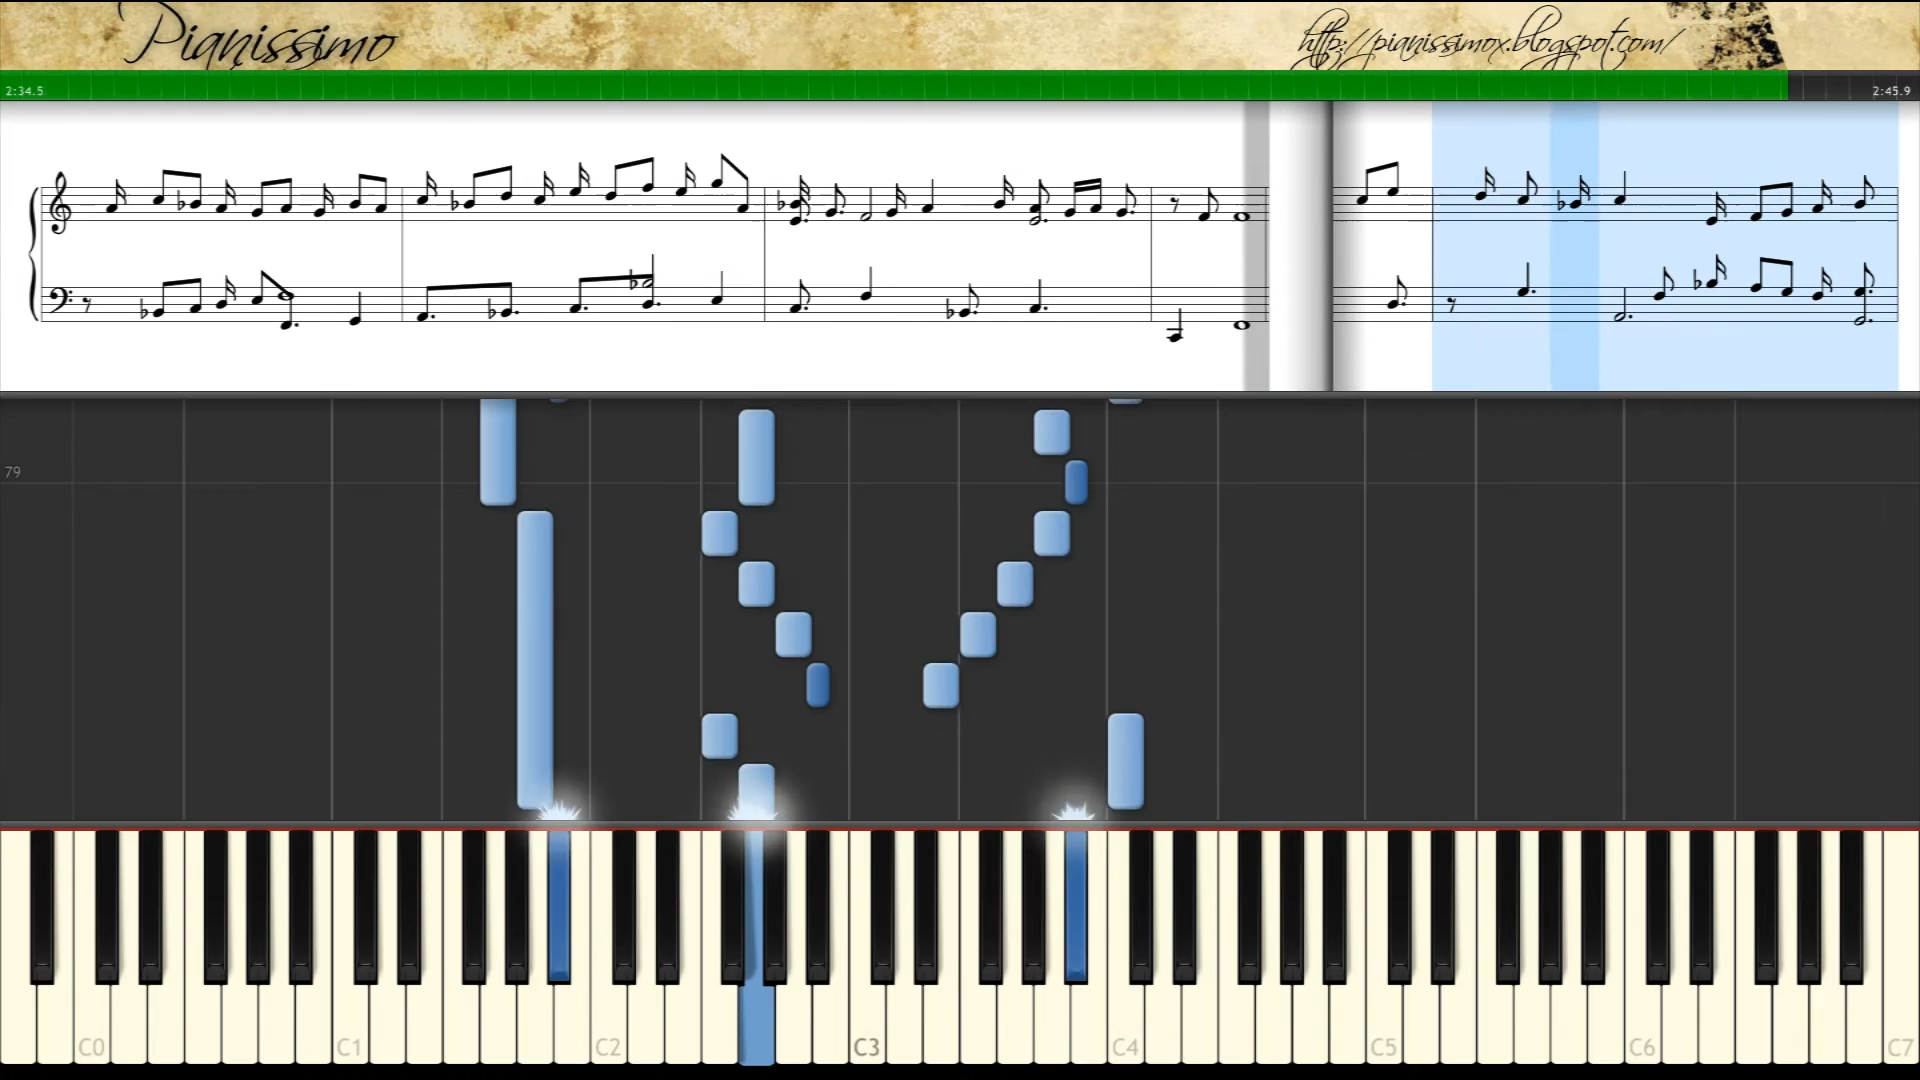 Pianissimo
http://pianissimox.blogspot.com/
2:34.5
2:45.9
79
C0 C1 C2 C3 C4 C5 C6 C7